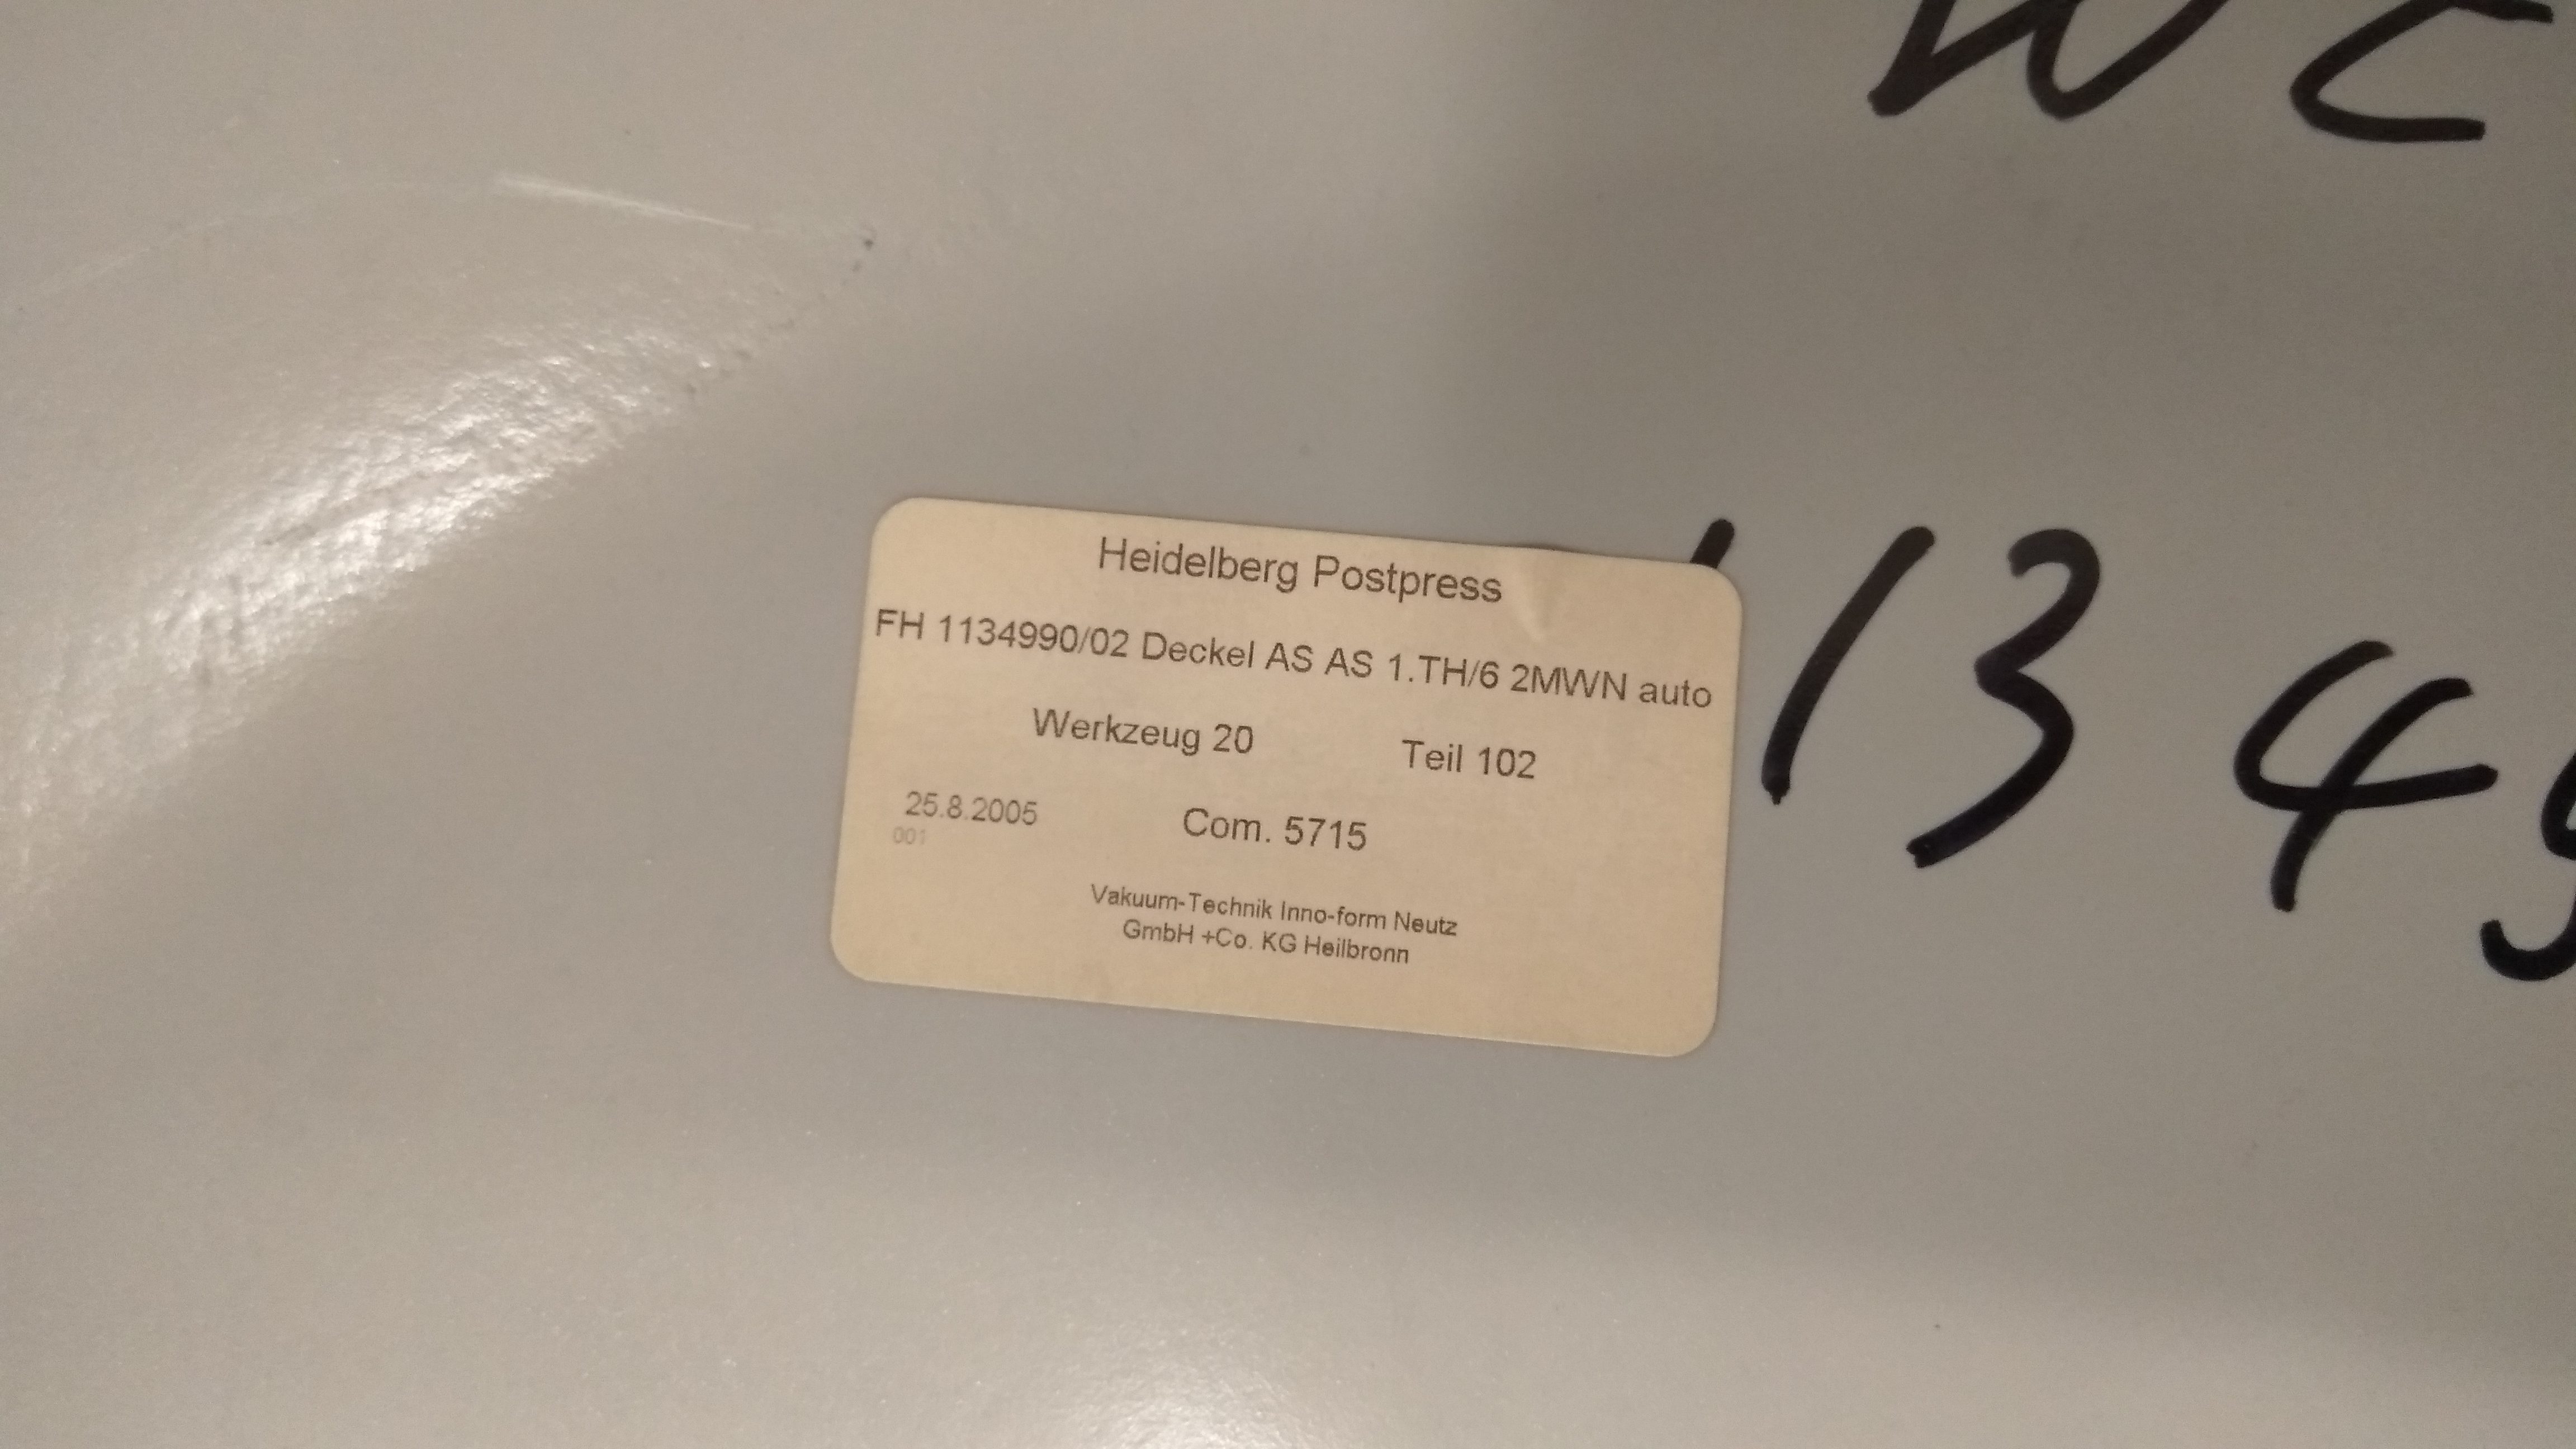 Heidelberg Postpress
FH 1134990/02 Deckel AS AS 1.TH/6 2MWN auto
Werkzeug 20 Teil 102
25.8.2005 Com. 5715
001
Vakuum-Technik Inno-form Neutz
GmbH +Co. KG Heilbronn
134